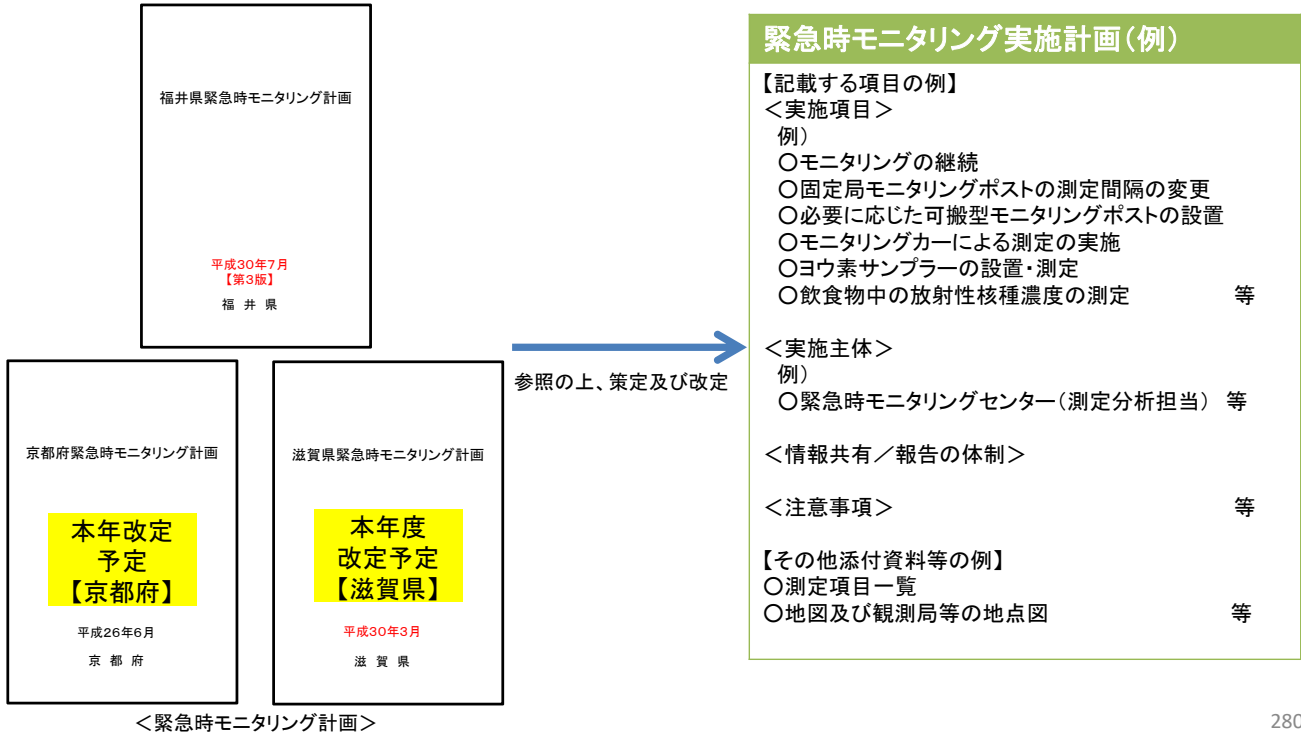 福井県緊急時モニタリング計画
平成30年7月
【第3版】
福 井 県
京都府緊急時モニタリング計画
本年改定
予定
【京都府】
平成26年6月
京 都 府
滋賀県緊急時モニタリング計画
本年度
改定予定
【滋賀県】
平成30年3月
滋 賀 県
＜緊急時モニタリング計画＞
参照の上、策定及び改定
緊急時モニタリング実施計画（例）
【記載する項目の例】
＜実施項目＞
例）
○モニタリングの継続
○固定局モニタリングポストの測定間隔の変更
○必要に応じた可搬型モニタリングポストの設置
○モニタリングカーによる測定の実施
○ヨウ素サンプラーの設置・測定
○飲食物中の放射性核種濃度の測定 等
＜実施主体＞
例）
○緊急時モニタリングセンター（測定分析担当） 等
＜情報共有／報告の体制＞
＜注意事項＞ 等
【その他添付資料等の例】
○測定項目一覧
○地図及び観測局等の地点図 等
280